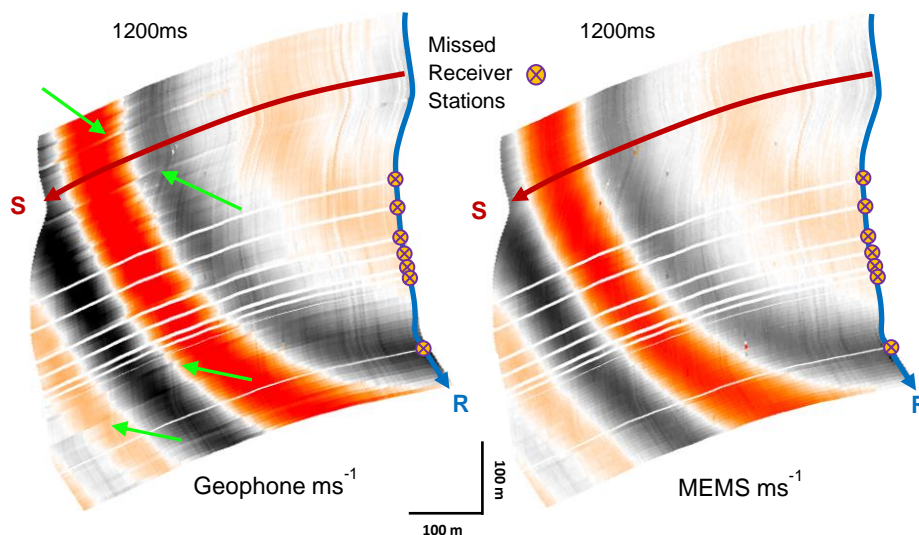 1200ms
Missed
Receiver
Stations
1200ms
S
S
R
R
Geophone ms⁻¹
100 m
100 m
MEMS ms⁻¹